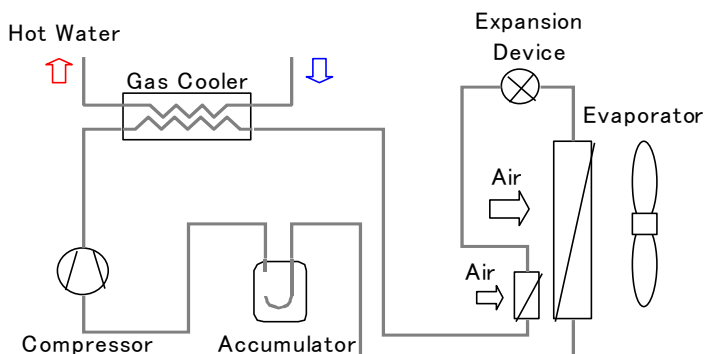 Hot Water
Gas Cooler
Expansion
Device
Evaporator
Air
Air
Compressor
Accumulator